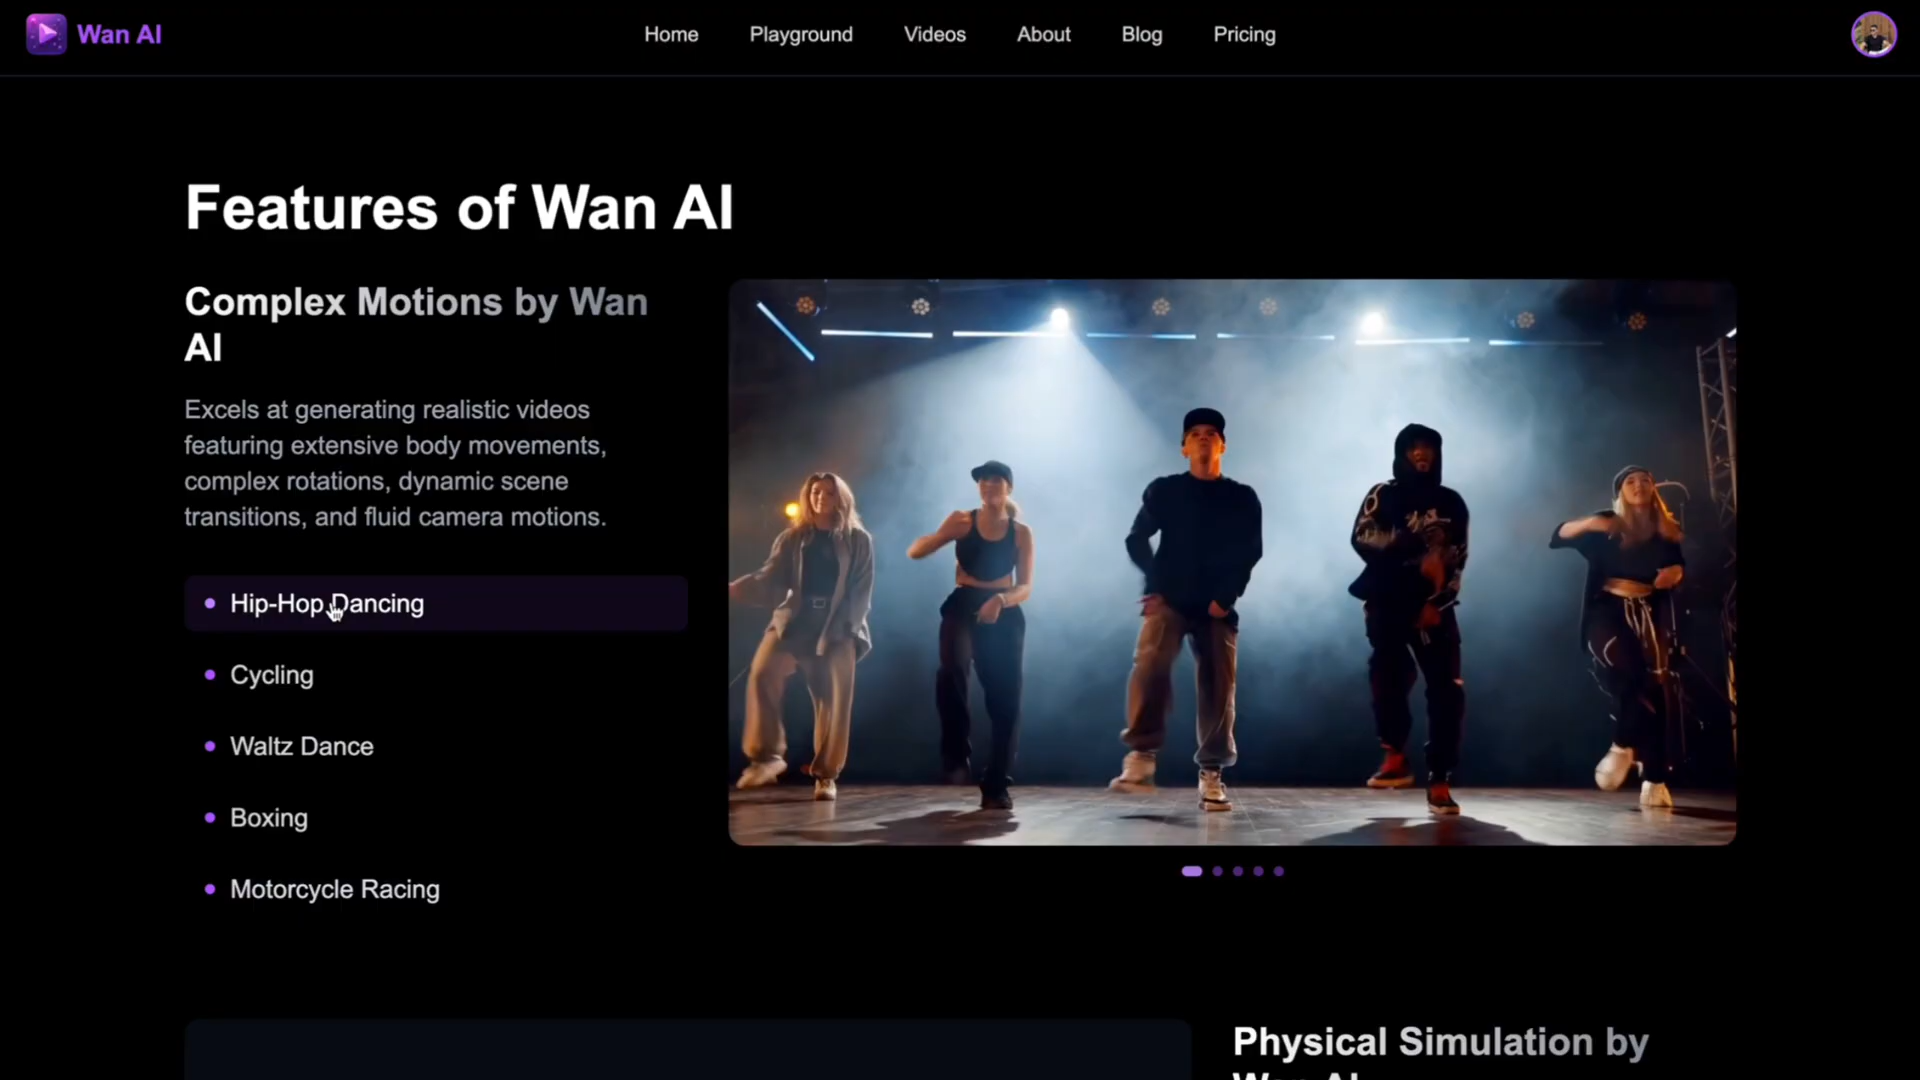 Wan AI
Home
Playground
Videos
About
Blog
Pricing
Features of Wan AI
Complex Motions by Wan
AI
Excels at generating realistic videos
featuring extensive body movements,
complex rotations, dynamic scene
transitions, and fluid camera motions.
Hip-Hop Dancing
Cycling
Waltz Dance
Boxing
Motorcycle Racing
Physical Simulation by
Wan AI